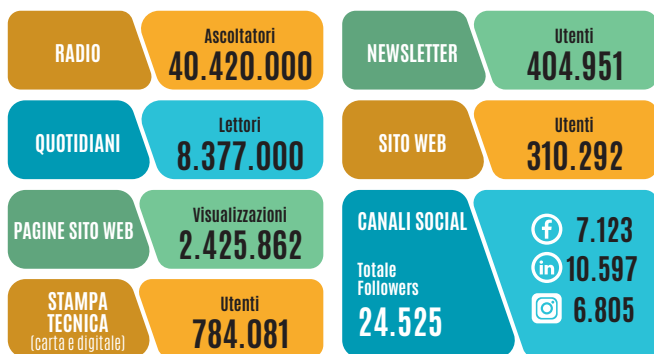 RADIO
Ascoltatori
40.420.000
QUOTIDIANI
Lettori
8.377.000
PAGINE SITO WEB
Visualizzazioni
2.425.862
STAMPA
TECNICA
(carta e digitale)
Utenti
784.081
NEWSLETTER
Utenti
404.951
SITO WEB
Utenti
310.292
CANALI SOCIAL
Totale
Followers
24.525
7.123
in 10.597
6.805